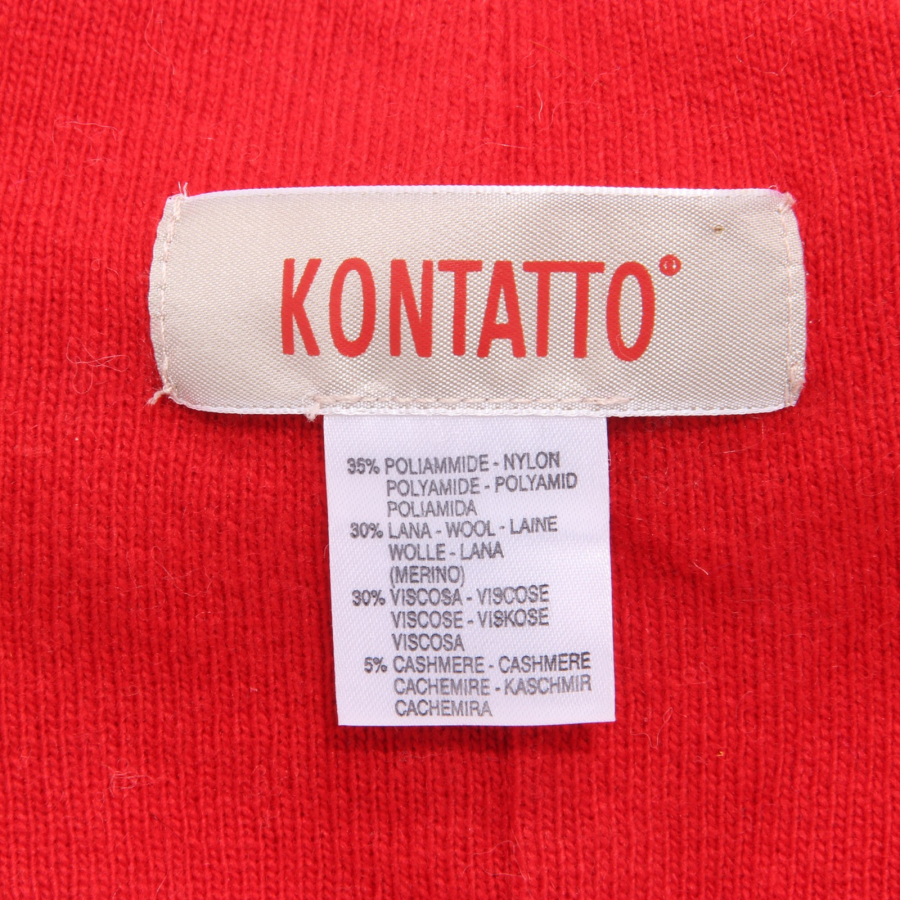 KONTATTO®
35% POLIAMMIDE - NYLON
POLYAMIDE - POLYAMID
POLIAMIDA
30% LANA - WOOL - LAINE
WOLLE - LANA
(MERINO)
30% VISCOSA - VISCOSE
VISCOSE - VISKOSE
VISCOSA
5% CASHMERE - CASHMERE
CACHEMIRE - KASCHMIR
CACHEMIRA